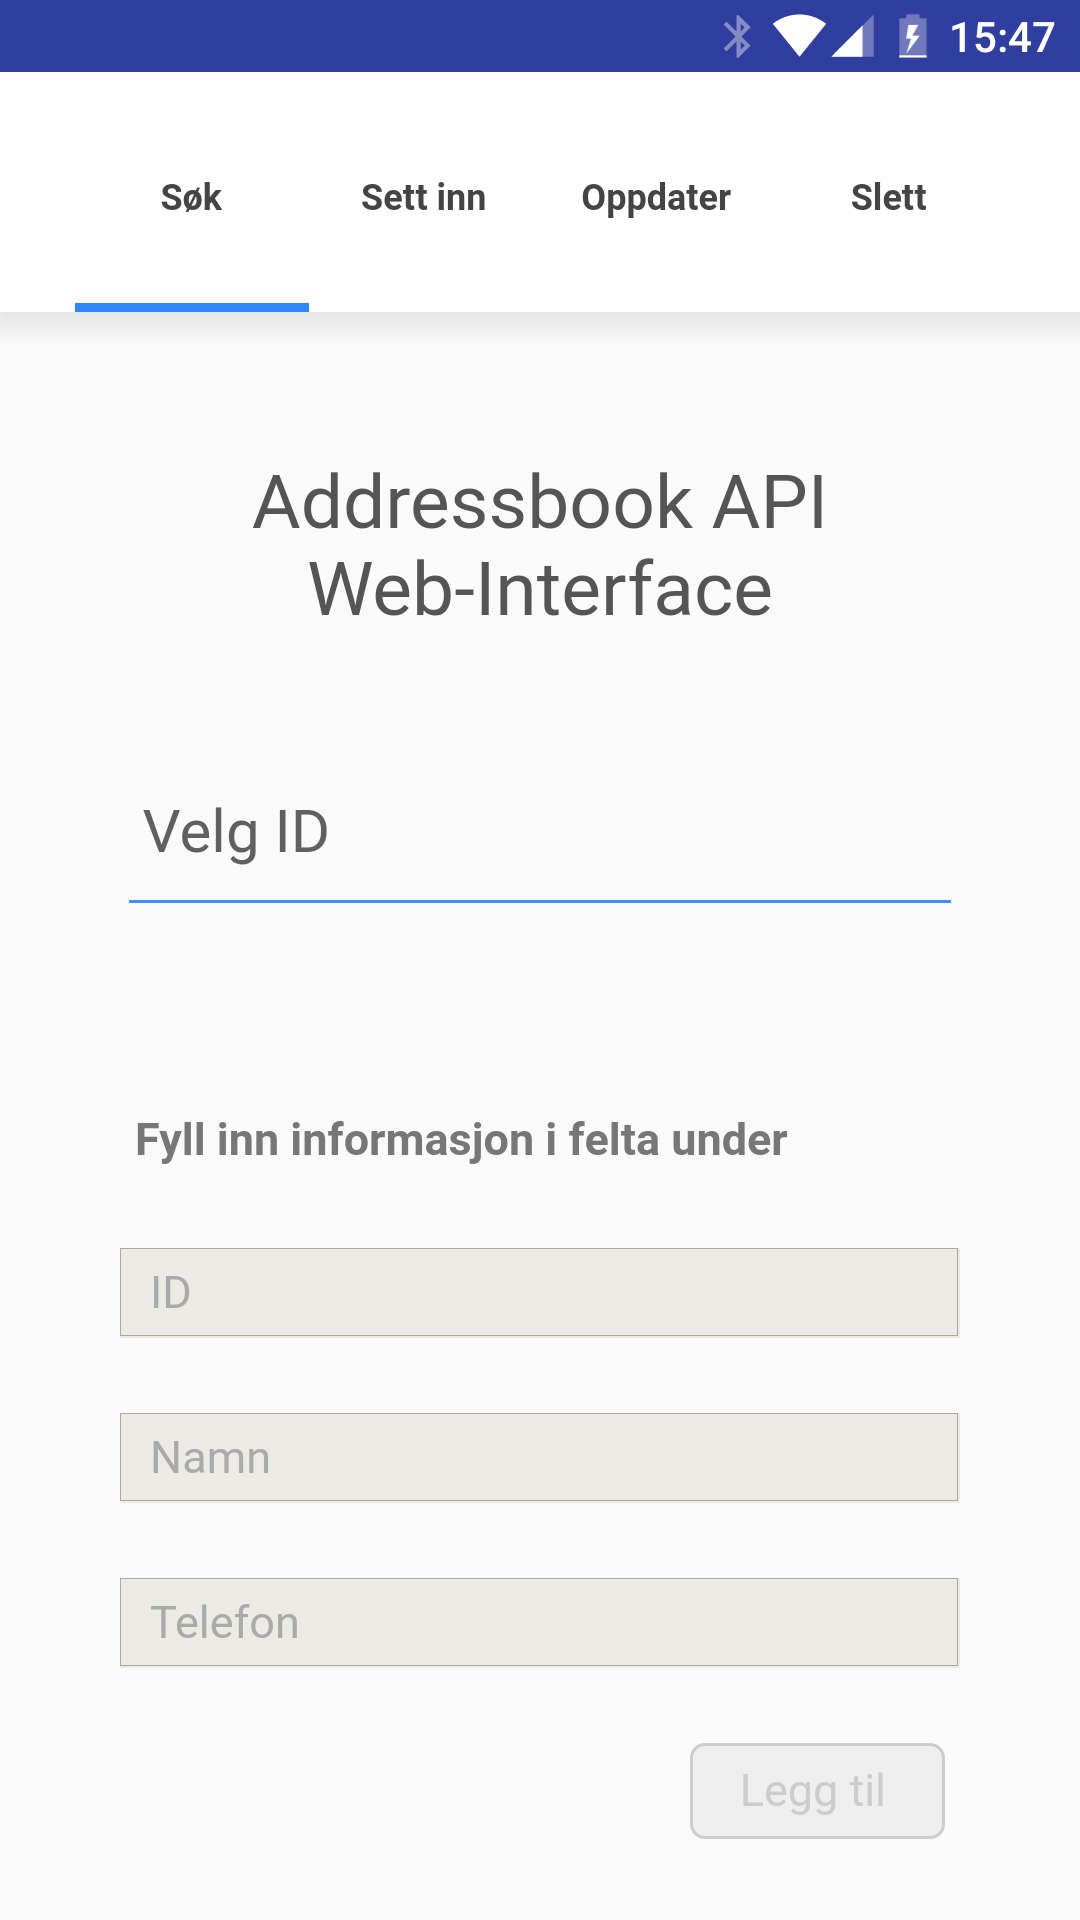 15:47
Søk Sett inn Oppdater Slett
Addressbook API
Web-Interface
Velg ID
Fyll inn informasjon i felta under
ID
Namn
Telefon
Legg til